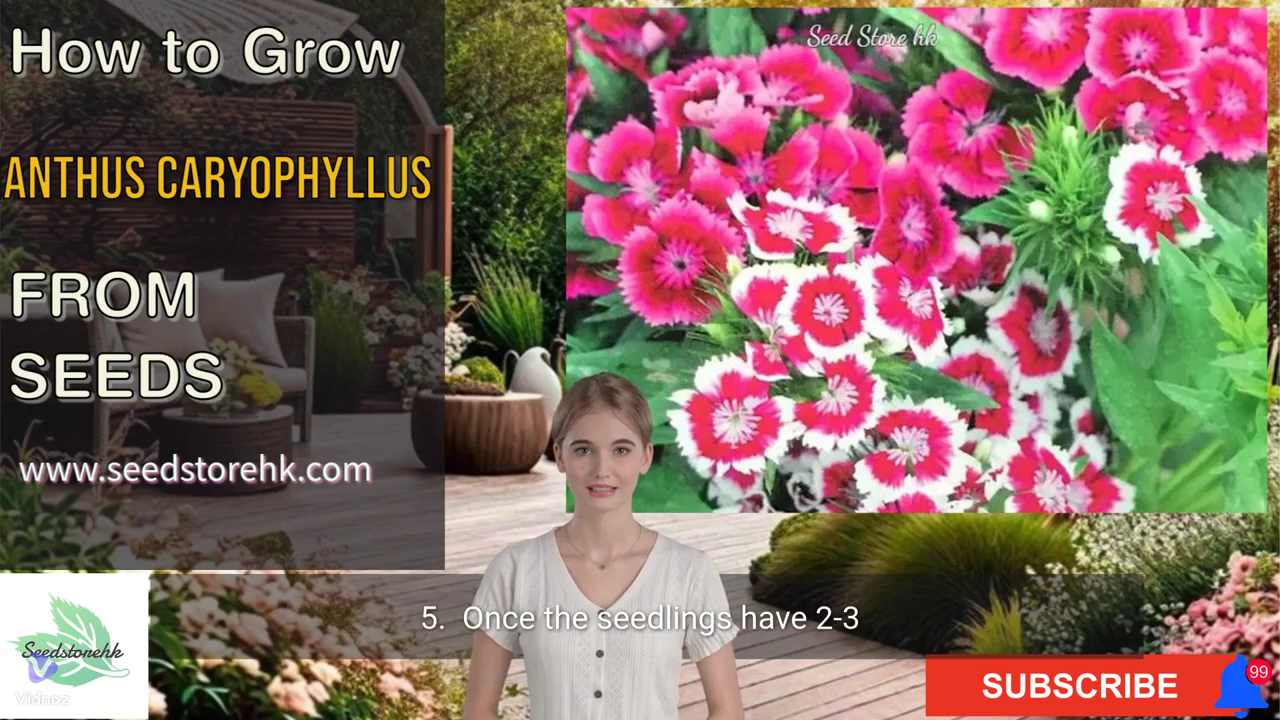 How to Grow
ANTHUS CARYOPHYLLUS
FROM
SEEDS
www.seedstorehk.com
Seed Store hk
5. Once the seedlings have 2-3
Seedstorehk
Vidnoz
SUBSCRIBE
99